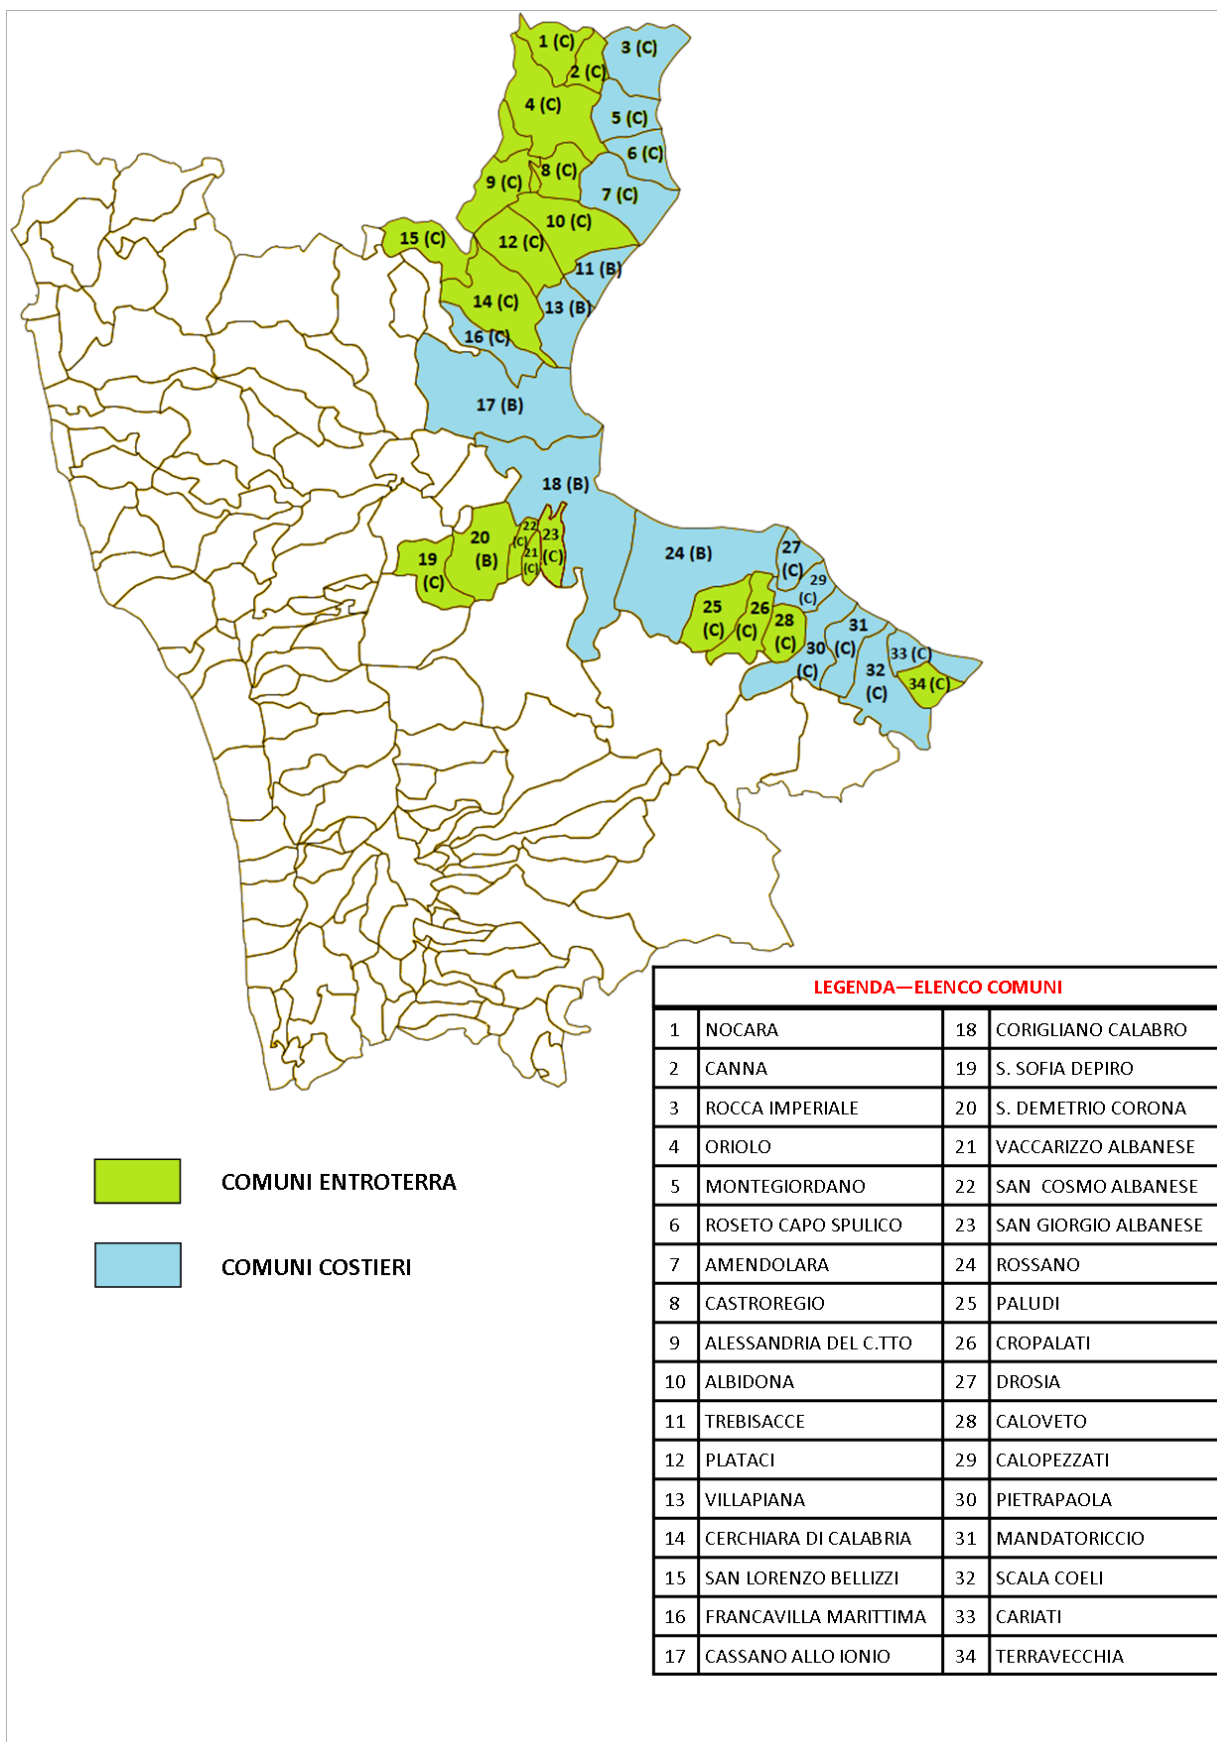 1 (C)
3 (C)
2 (C)
4 (C)
5 (C)
6 (C)
8 (C)
9 (C)
7 (C)
10 (C)
15 (C)
12 (C)
11 (B)
14 (C)
13 (B)
16 (C)
17 (B)
18 (B)
22
(C)
23
(C)
20
(B)
21
(C)
19
(C)
24 (B)
27
(C)
29
(C)
25
(C)
26
(C)
28
(C)
30
(C)
31
(C)
33 (C)
32
(C)
34 (C)
LEGENDA—ELENCO COMUNI
1 NOCARA 18 CORIGLIANO CALABRO
2 CANNA 19 S. SOFIA DEPIRO
3 ROCCA IMPERIALE 20 S. DEMETRIO CORONA
4 ORIOLO 21 VACCARIZZO ALBANESE
5 MONTEGIORDANO 22 SAN COSMO ALBANESE
6 ROSETO CAPO SPULICO 23 SAN GIORGIO ALBANESE
7 AMENDOLARA 24 ROSSANO
8 CASTROREGIO 25 PALUDI
9 ALESSANDRIA DEL C.TTO 26 CROPALATI
10 ALBIDONA 27 DROSIA
11 TREBISACCE 28 CALOVETO
12 PLATACI 29 CALOPEZZATI
13 VILLAPIANA 30 PIETRAPAOLA
14 CERCHIARA DI CALABRIA 31 MANDATORICCIO
15 SAN LORENZO BELLIZZI 32 SCALA COELI
16 FRANCAVILLA MARITTIMA 33 CARIATI
17 CASSANO ALLO IONIO 34 TERRAVECCHIA
COMUNI ENTROTERRA
COMUNI COSTIERI